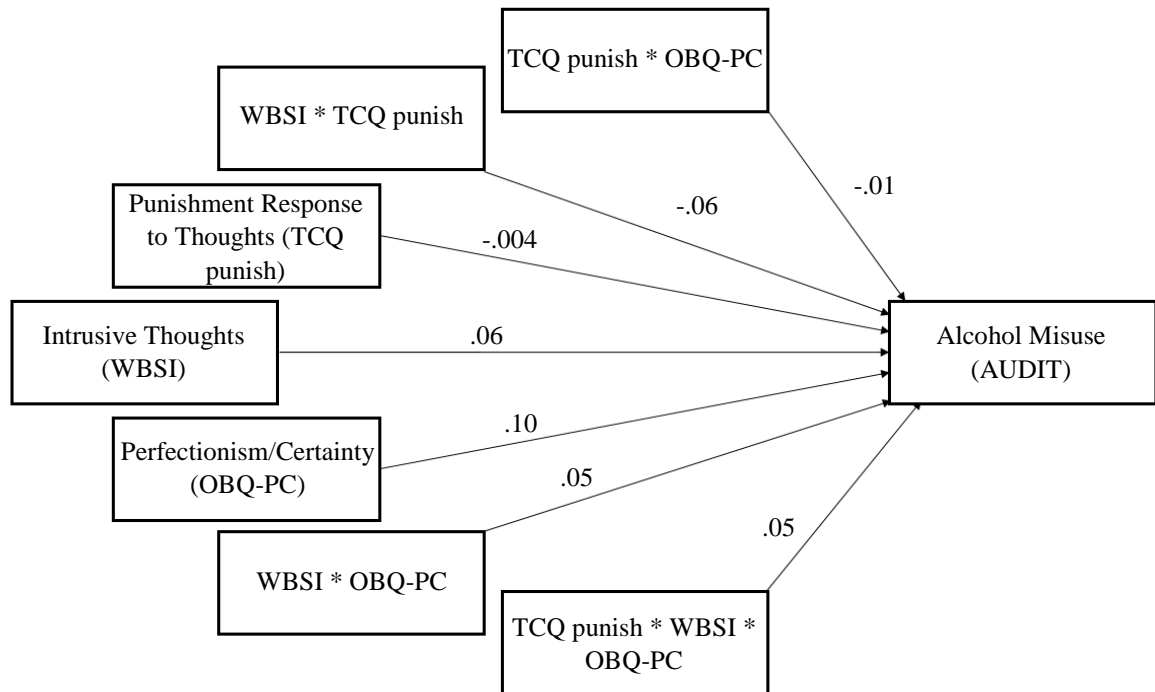 TCQ punish * OBQ-PC
WBSI * TCQ punish
-.01
-.06
Punishment Response
to Thoughts (TCQ
punish)
-.004
Intrusive Thoughts
(WBSI)
.06
Alcohol Misuse
(AUDIT)
.10
Perfectionism/Certainty
(OBQ-PC)
.05
.05
WBSI * OBQ-PC
TCQ punish * WBSI *
OBQ-PC